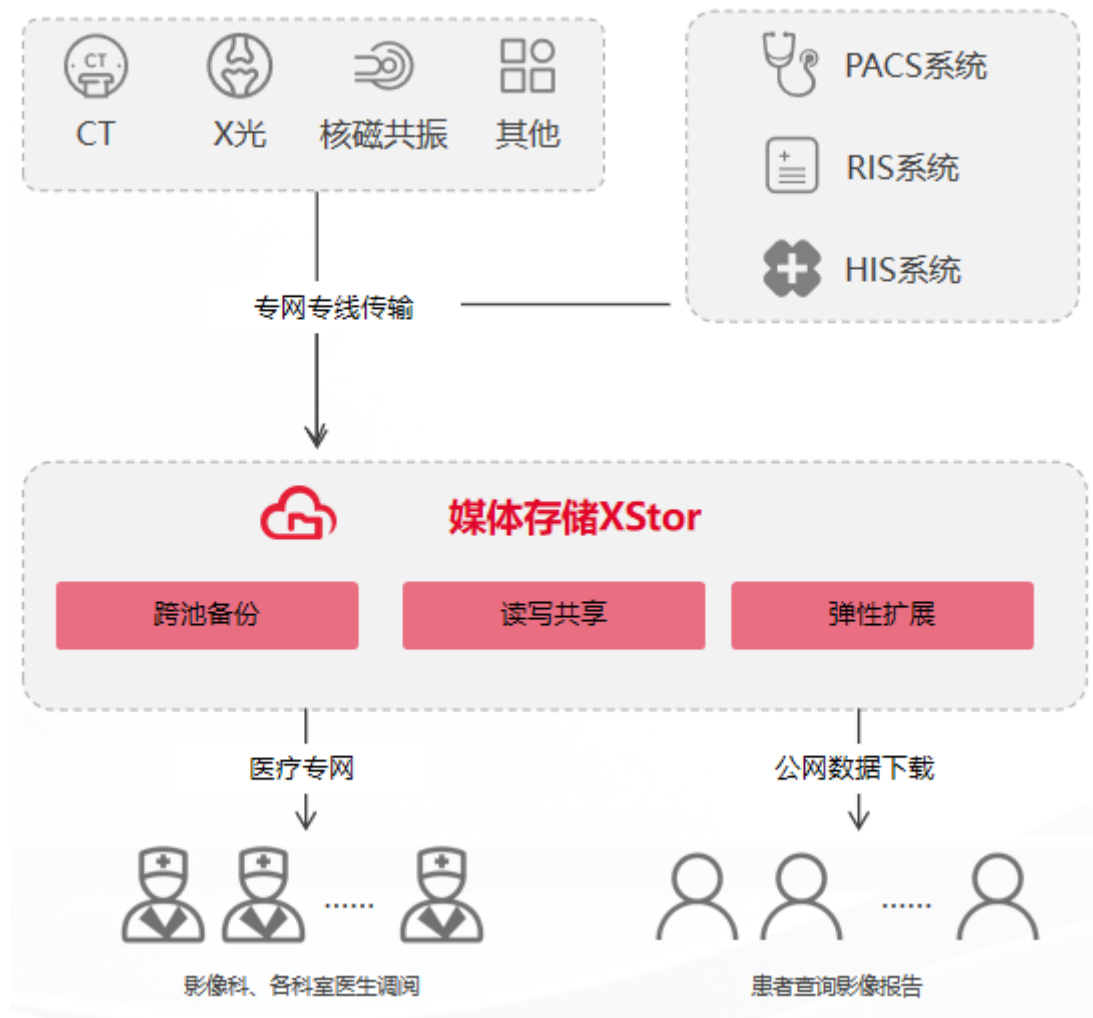 CT
CT
X光
核磁共振
其他
PACS系统
RIS系统
HIS系统
专网专线传输
媒体存储XStor
跨池备份
读写共享
弹性扩展
医疗专网
公网数据下载
......
......
影像科、各科室医生调阅
患者查询影像报告